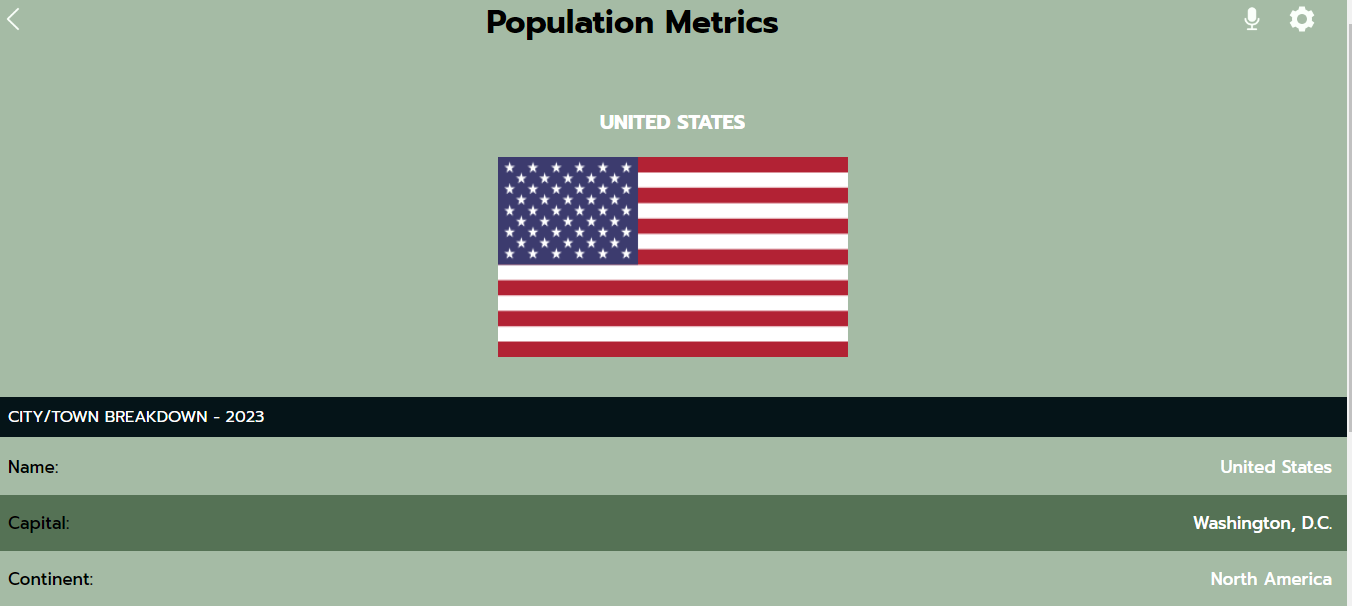 Population Metrics
UNITED STATES
CITY/TOWN BREAKDOWN - 2023
Name: United States
Capital: Washington, D.C.
Continent: North America